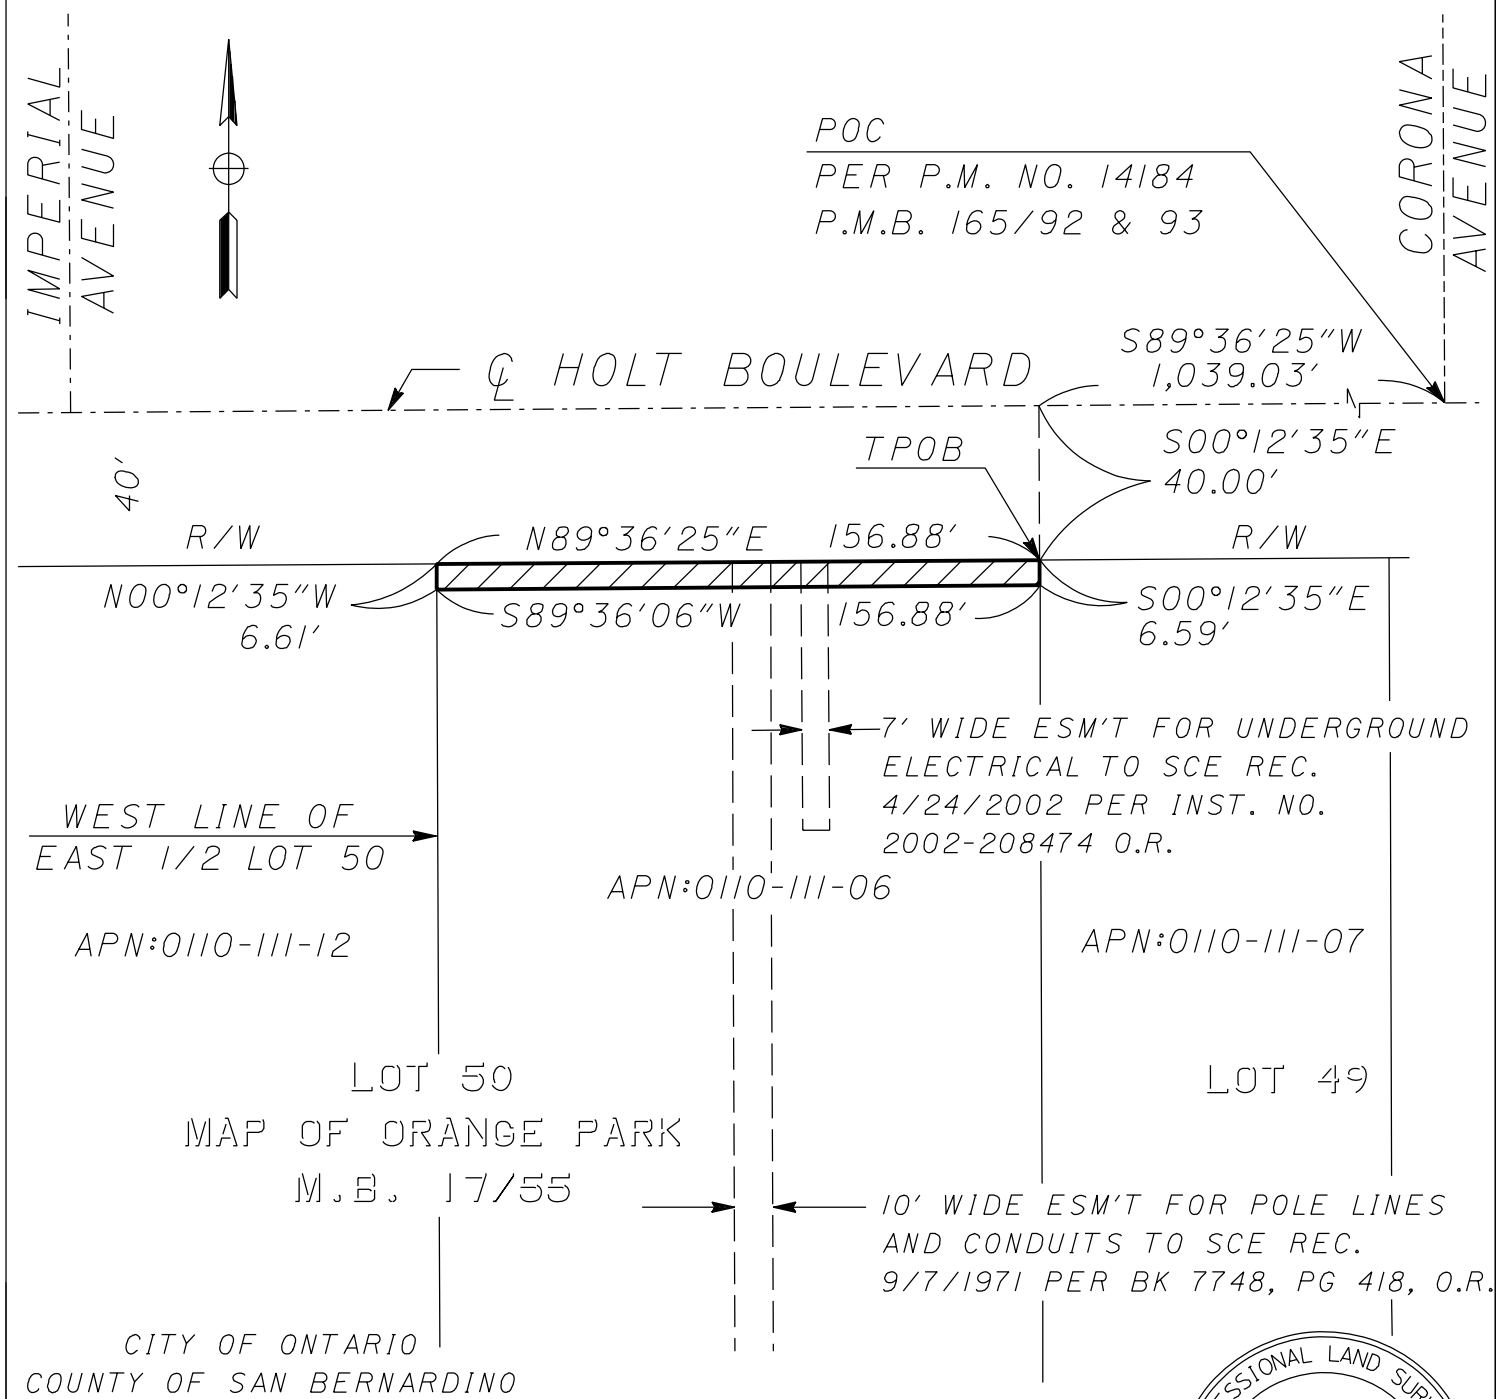 IMPERIAL
AVENUE
CORONA
AVENUE
POC
PER P.M. NO. 14184
P.M.B. 165/92 & 93
S89°36'25"W
1,039.03'
℄ HOLT BOULEVARD
TPOB
S00°12'35"E
40.00'
40'
R/W
N89°36'25"E 156.88'
R/W
N00°12'35"W
6.61'
S89°36'06"W 156.88'
S00°12'35"E
6.59'
7' WIDE ESM'T FOR UNDERGROUND
ELECTRICAL TO SCE REC.
4/24/2002 PER INST. NO.
2002-208474 O.R.
WEST LINE OF
EAST 1/2 LOT 50
APN:0110-111-06
APN:0110-111-12
APN:0110-111-07
LOT 50
MAP OF ORANGE PARK
M.B. 17/55
LOT 49
10' WIDE ESM'T FOR POLE LINES
AND CONDUITS TO SCE REC.
9/7/1971 PER BK 7748, PG 418, O.R.
CITY OF ONTARIO
COUNTY OF SAN BERNARDINO
SSIONAL LAND SUR